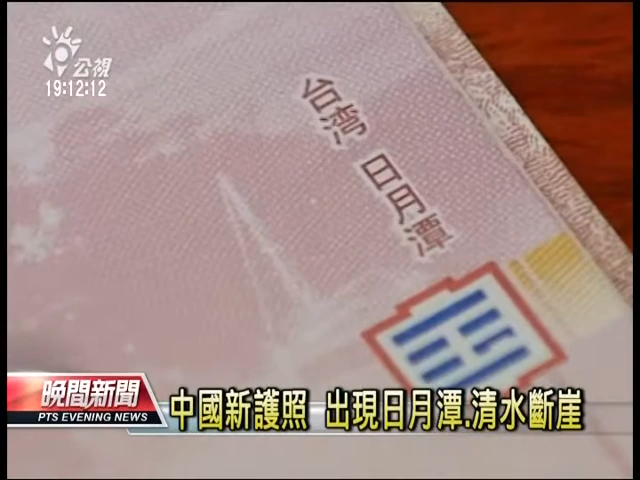 公視
19:12:12
台湾 日月潭
晚間新聞
PTS EVENING NEWS
中國新護照 出現日月潭.清水斷崖